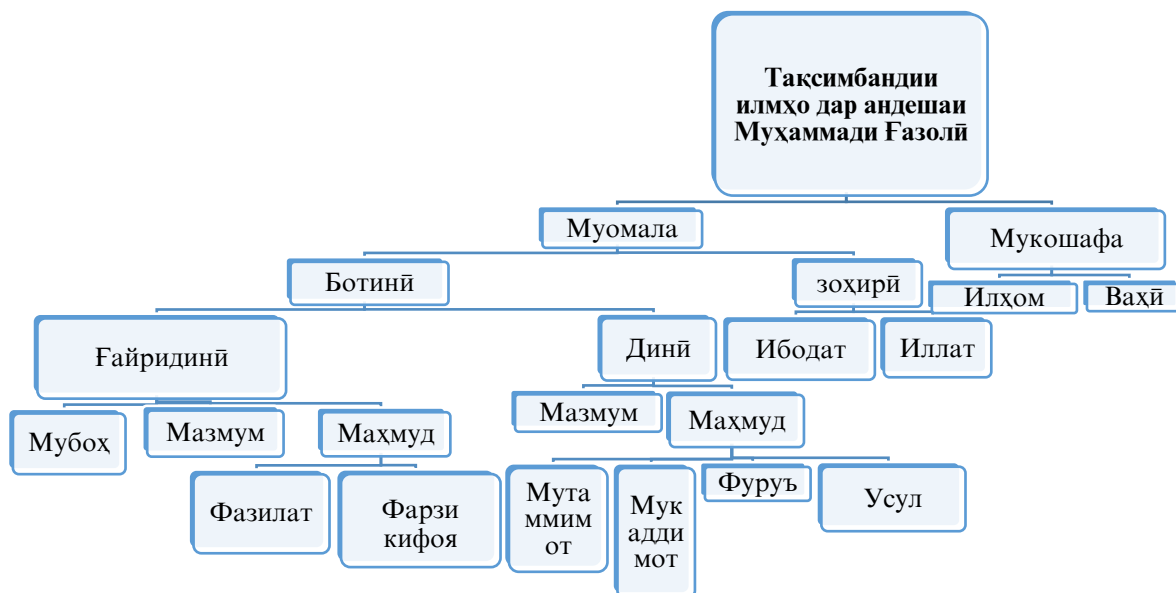 Тақсимбандии
илмҳо дар андешаи
Муҳаммади Ғазолӣ
Муомала
Мукошафа
Ботинӣ
зоҳирӣ
Илҳом
Ваҳӣ
Ғайридинӣ
Динӣ
Ибодат
Иллат
Мубоҳ
Мазмум
Маҳмуд
Мазмум
Маҳмуд
Фазилат
Фарзи
кифоя
Мута
ммим
от
Мук
адди
мот
Фуруъ
Усул